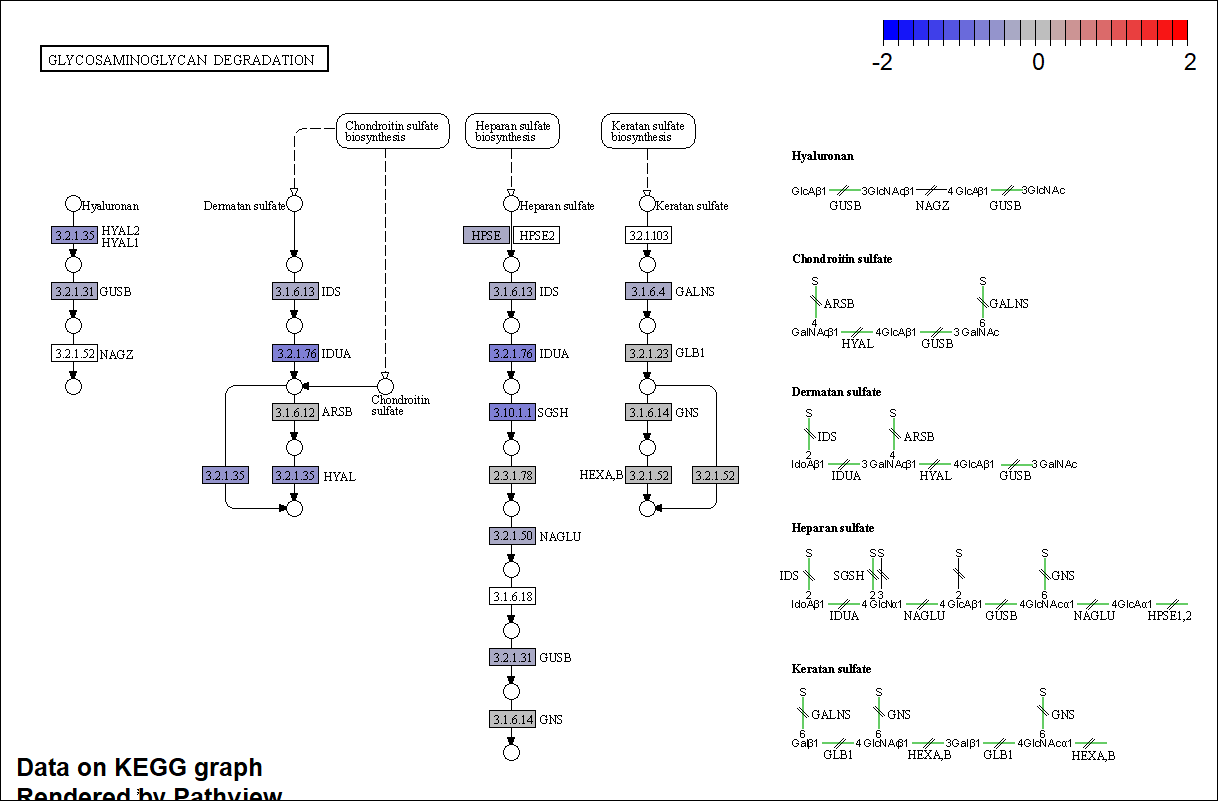 GLYCOSAMINOGLYCAN DEGRADATION
-2 0 2
Chondroitin sulfate
biosynthesis
Heparan sulfate
biosynthesis
Keratan sulfate
biosynthesis
Hyaluronan
Dermatan sulfate
Heparan sulfate
Keratan sulfate
3.2.1.35 HYAL2
HYAL1
HPSE HPSE2
3.2.1.103
3.2.1.31 GUSB
3.1.6.13 IDS
3.1.6.13 IDS
3.1.6.4 GALNS
3.2.1.52 NAGZ
3.2.1.76 IDUA
3.2.1.76 IDUA
3.2.1.23 GLB1
Chondroitin
sulfate
3.1.6.12 ARSB
3.10.1.1 SGSH
3.1.6.14 GNS
3.2.1.35
3.2.1.35 HYAL
2.3.1.78
HEXA,B 3.2.1.52
3.2.1.52
3.2.1.50 NAGLU
3.1.6.18
3.2.1.31 GUSB
3.1.6.14 GNS
Hyaluronan
GlcAβ1 3GlcNAcβ1 4 GlcAβ1 3GlcNAc
GUSB NAGZ GUSB
Chondroitin sulfate
S S
ARSB GALNS
4 6
GalNAcβ1 4GlcAβ1 3 GalNAc
HYAL GUSB
Dermatan sulfate
S S
IDS ARSB
2 4
IdoAβ1 3 GalNAcβ1 4GlcAβ1 3 GalNAc
IDUA HYAL GUSB
Heparan sulfate
S S S S S
IDS SGSH GNS
2 2 3 2 6
IdoAβ1 4 GlcNα1 4 GlcAβ1 4GlcNAcα1 4GlcAα1
IDUA NAGLU GUSB NAGLU HPSE1,2
Keratan sulfate
S S S
GALNS GNS GNS
6 6 6
Galβ1 4 GlcNAcβ1 3Galβ1 4GlcNAcα1
GLB1 HEXA,B GLB1 HEXA,B
Data on KEGG graph
Rendered by Pathview